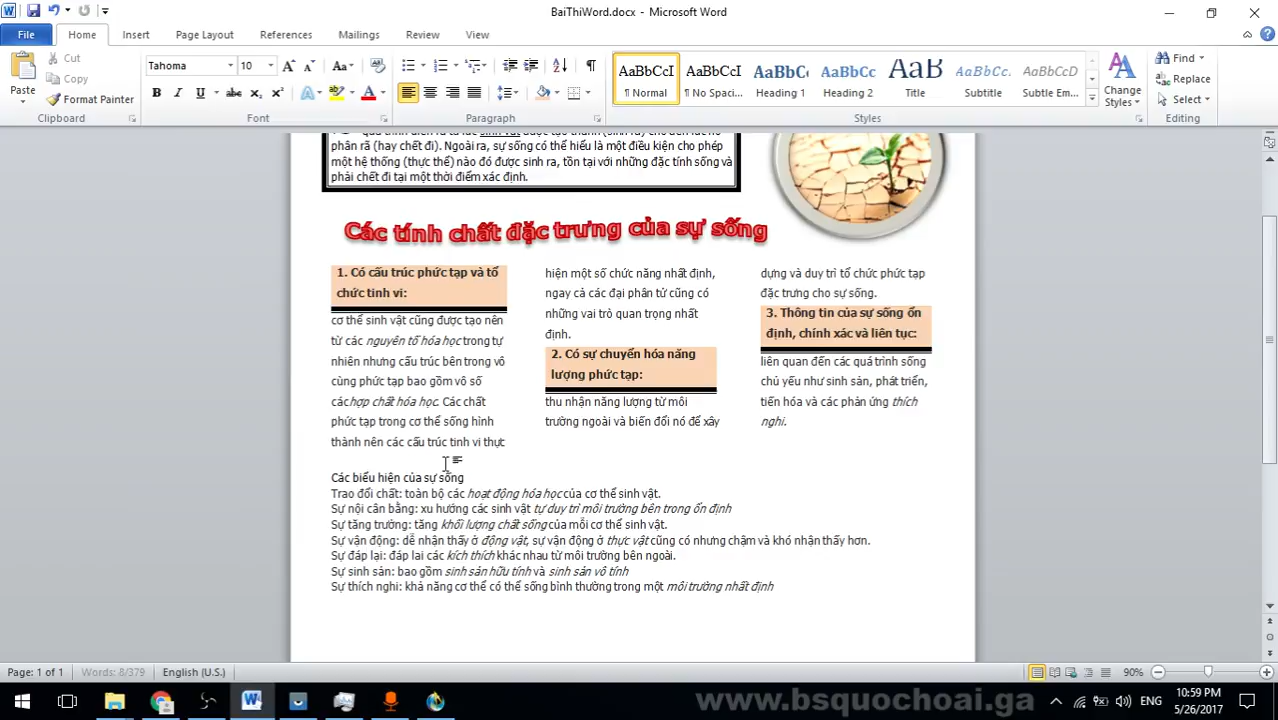 BaiThiWord.docx - Microsoft Word
File Home Insert Page Layout References Mailings Review View
Paste
Cut
Copy
Format Painter
Clipboard
Tahoma 10
Font
Paragraph
AaBbCcI AaBbCcI AaBbC AaBbCc AaB AaBbCcI AaBbCcD
¶ Normal ¶ No Spaci... Heading 1 Heading 2 Title Subtitle Subtle Em...
Styles
Change
Styles
Find
Replace
Select
Editing
quá trình diễn ra từ lúc sinh vật được tạo thành (sinh ra) cho đến lúc nó
phân rã (hay chết đi). Ngoài ra, sự sống có thể hiểu là một điều kiện cho phép
một hệ thống (thực thể) nào đó được sinh ra, tồn tại với những đặc tính sống và
phải chết đi tại một thời điểm xác định.
Các tính chất đặc trưng của sự sống
1. Có cấu trúc phức tạp và tổ
chức tinh vi:
cơ thể sinh vật cũng được tạo nên
từ các nguyên tố hóa học trong tự
nhiên nhưng cấu trúc bên trong vô
cùng phức tạp bao gồm vô số
cáchợp chất hóa học. Các chất
phức tạp trong cơ thể sống hình
thành nên các cấu trúc tinh vi thực
hiện một số chức năng nhất định,
ngay cả các đại phân tử cũng có
những vai trò quan trọng nhất
định.
2. Có sự chuyển hóa năng
lượng phức tạp:
thu nhận năng lượng từ môi
trường ngoài và biến đổi nó để xây
dựng và duy trì tổ chức phức tạp
đặc trưng cho sự sống.
3. Thông tin của sự sống ổn
định, chính xác và liên tục:
liên quan đến các quá trình sống
chủ yếu như sinh sản, phát triển,
tiến hóa và các phản ứng thích
nghi.
Các biểu hiện của sự sống
Trao đổi chất: toàn bộ các hoạt động hóa học của cơ thể sinh vật.
Sự nội cân bằng: xu hướng các sinh vật tự duy trì môi trường bên trong ổn định
Sự tăng trưởng: tăng khối lượng chất sống của mỗi cơ thể sinh vật.
Sự vận động: dễ nhận thấy ở động vật, sự vận động ở thực vật cũng có nhưng chậm và khó nhận thấy hơn.
Sự đáp lại: đáp lai các kích thích khác nhau từ môi trường bên ngoài.
Sự sinh sản: bao gồm sinh sản hữu tính và sinh sản vô tính
Sự thích nghi: khả năng cơ thể có thể sống bình thường trong một môi trường nhất định
Page: 1 of 1 Words: 8/379 English (U.S.) 90%
www.bsquochoai.ga
ENG
10:59 PM
5/26/2017